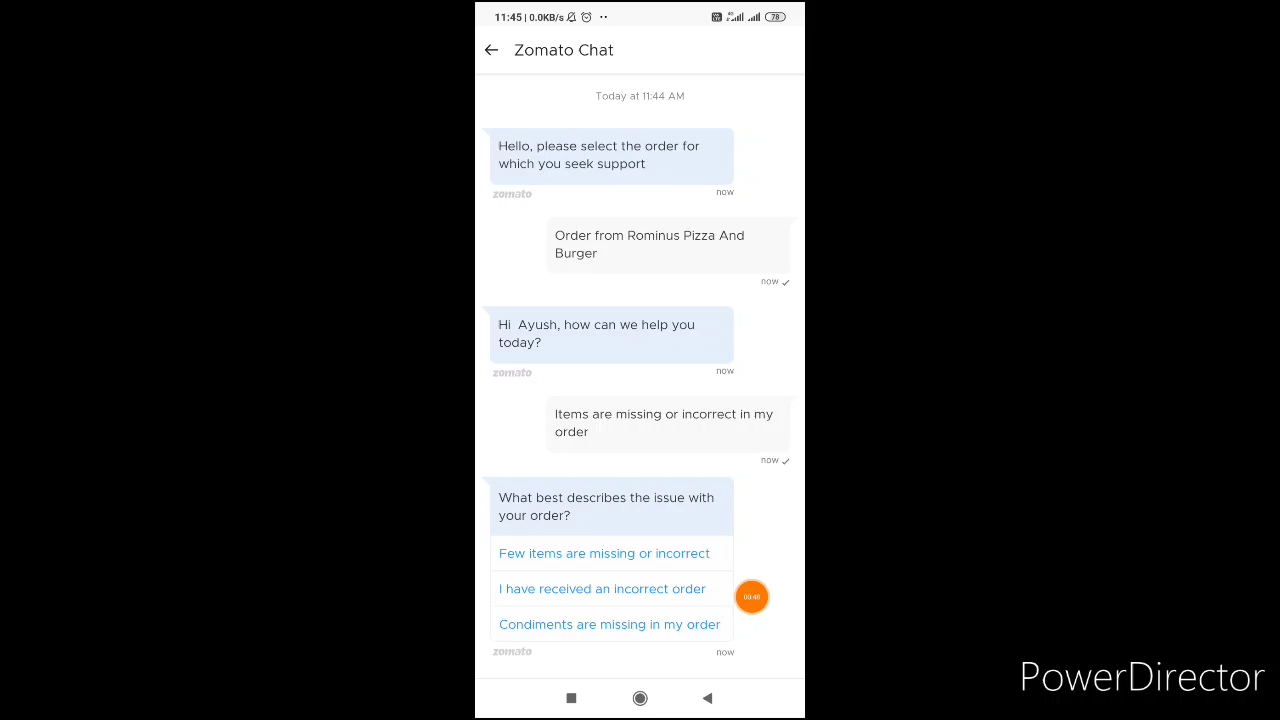 11:45 | 0.0KB/s
4G
78
Zomato Chat
Today at 11:44 AM
Hello, please select the order for
which you seek support
zomato
now
Order from Rominus Pizza And
Burger
now
Hi Ayush, how can we help you
today?
zomato
now
Items are missing or incorrect in my
order
now
What best describes the issue with
your order?
Few items are missing or incorrect
I have received an incorrect order
00:48
Condiments are missing in my order
zomato
now
PowerDirector